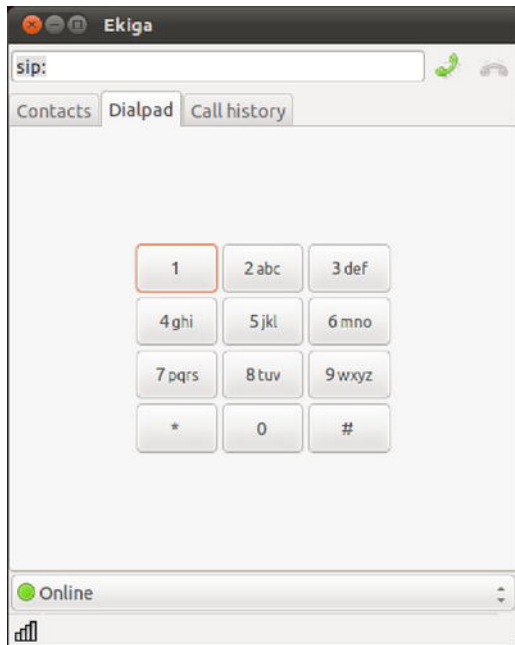 Ekiga
sip:
Contacts Dialpad Call history
1 2 abc 3 def
4 ghi 5 jkl 6 mno
7 pqrs 8 tuv 9 wxyz
* 0 #
Online